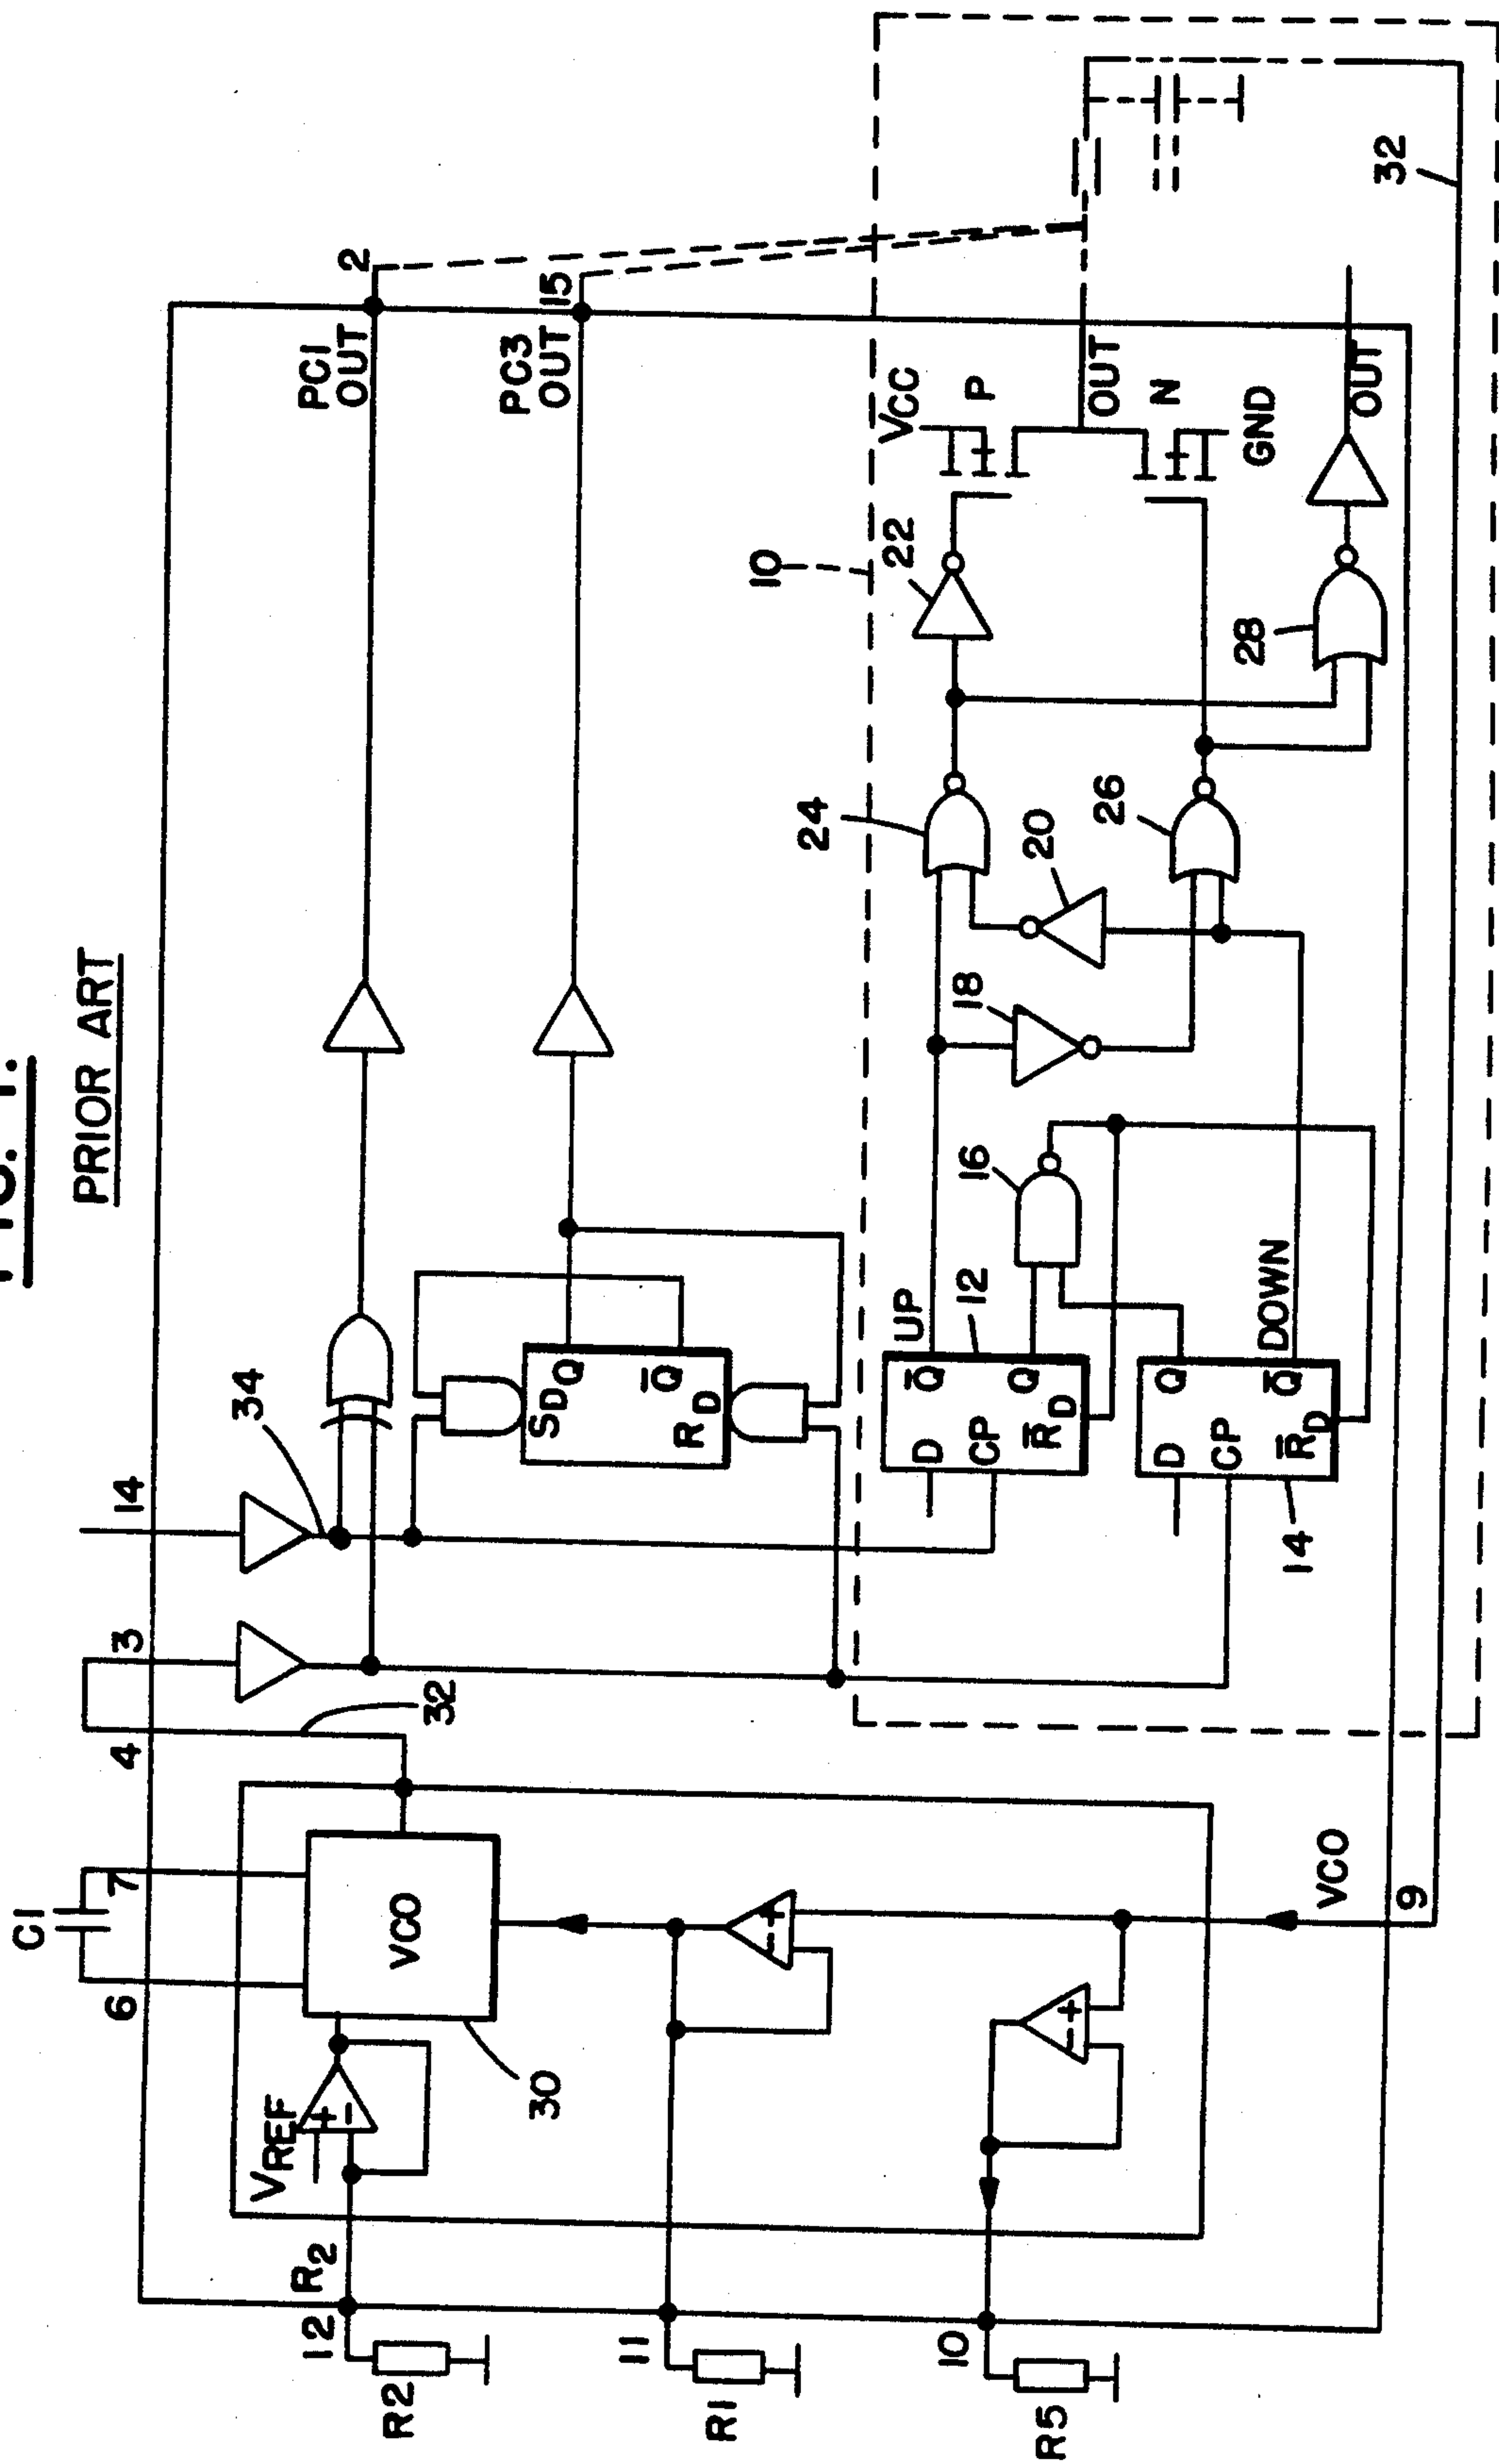 FIG. 1.
PRIOR ART
C1
6
7
4
3
14
32
34
VREF
VCO
30
R2
12
R2
11
R1
10
R5
VCO
9
SD
Q
Q̅
RD
PC1
OUT
2
PC3
OUT
15
10
UP
D
Q̅
12
CP
Q
R̅D
16
18
20
24
22
VCC
P
OUT
N
GND
D
Q
CP
Q̅
R̅D
DOWN
14
26
28
OUT
32